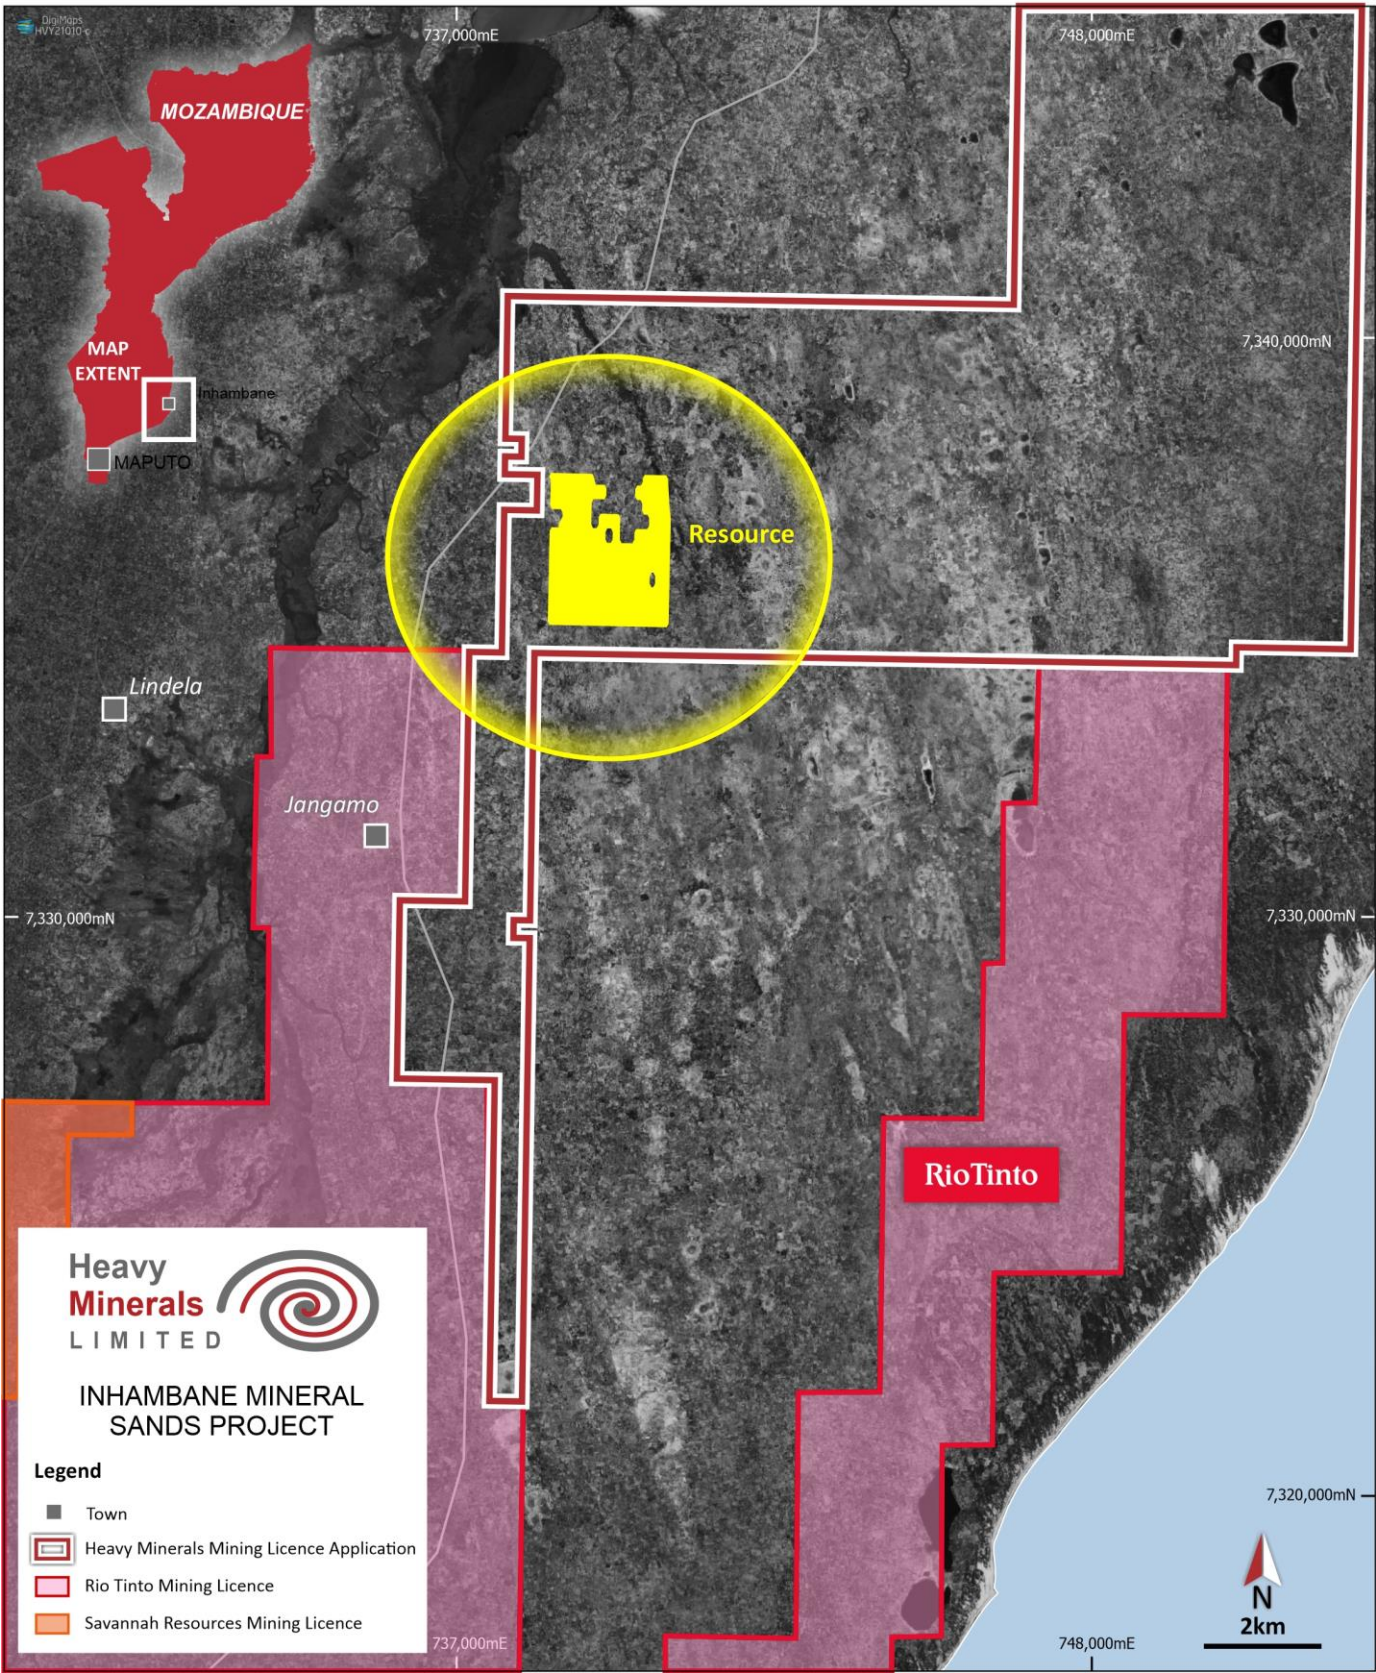 DigiMaps
HVY21010 c
737,000mE
748,000mE
MOZAMBIQUE
MAP
EXTENT
Inhambane
MAPUTO
7,340,000mN
Resource
Lindela
Jangamo
7,330,000mN
7,330,000mN
RioTinto
Heavy
Minerals
LIMITED
INHAMBANE MINERAL
SANDS PROJECT
Legend
Town
Heavy Minerals Mining Licence Application
Rio Tinto Mining Licence
Savannah Resources Mining Licence
737,000mE
748,000mE
7,320,000mN
N
2km